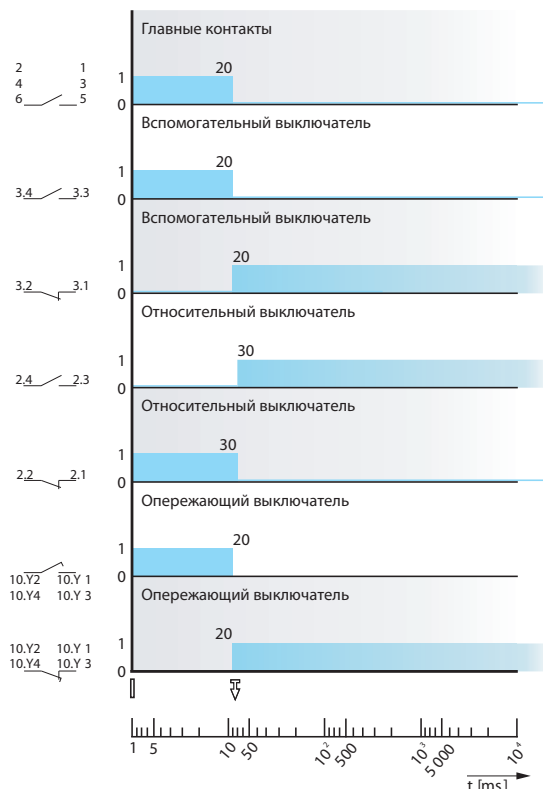 Главные контакты
20
2 1
4 3
6 5
1
0
Вспомогательный выключатель
20
1
3.4 3.3
0
Вспомогательный выключатель
20
1
3.2 3.1
0
Относительный выключатель
30
1
2.4 2.3
0
Относительный выключатель
30
1
2.2 2.1
0
Опережающий выключатель
20
1
0
10.Y2 10.Y 1
10.Y4 10.Y 3
Опережающий выключатель
20
10.Y2 10.Y 1
1
10.Y4 10.Y 3
0
1 5 10 50 10² 500 10³ 5 000 10⁴
t [ms]